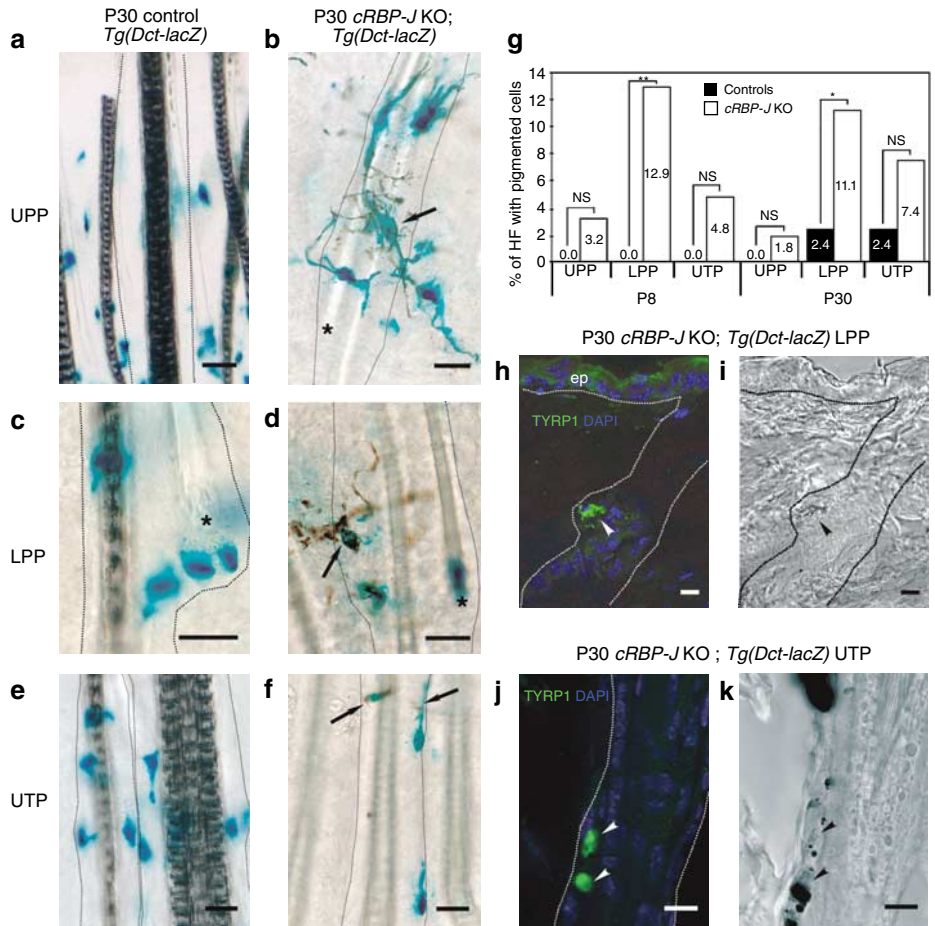 P30 control
Tg(Dct-lacZ)
P30 cRBP-J KO;
Tg(Dct-lacZ)
a
b
UPP
*
c
d
LPP
*
*
e
f
UTP
g
% of HF with pigmented cells
14
12
10
8
6
4
2
0
Controls
cRBP-J KO
NS
**
NS
NS
*
NS
0.0
3.2
0.0
12.9
0.0
4.8
0.0
1.8
2.4
11.1
2.4
7.4
UPP
LPP
UTP
UPP
LPP
UTP
P8
P30
P30 cRBP-J KO; Tg(Dct-lacZ) LPP
h
i
ep
TYRP1 DAPI
P30 cRBP-J KO ; Tg(Dct-lacZ) UTP
j
k
TYRP1 DAPI